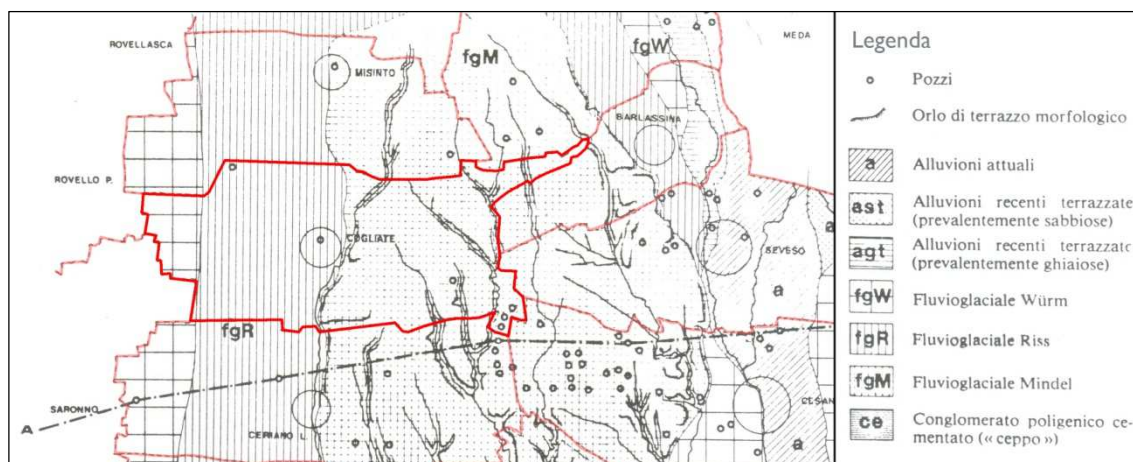 ROVELLASCA
MISINTO
fgM
fgW
MEDA
BARLASSINA
ROVELLO P.
COGLIATE
SEVESO
a
a
fgR
SARONNO
A
CERIANO L.
CESAN
a
Legenda
Pozzi
Orlo di terrazzo morfologico
a Alluvioni attuali
ast Alluvioni recenti terrazzate
(prevalentemente sabbiose)
agt Alluvioni recenti terrazzate
(prevalentemente ghiaiose)
fgW Fluvioglaciale Würm
fgR Fluvioglaciale Riss
fgM Fluvioglaciale Mindel
ce Conglomerato poligenico ce-
mentato (« ceppo »)